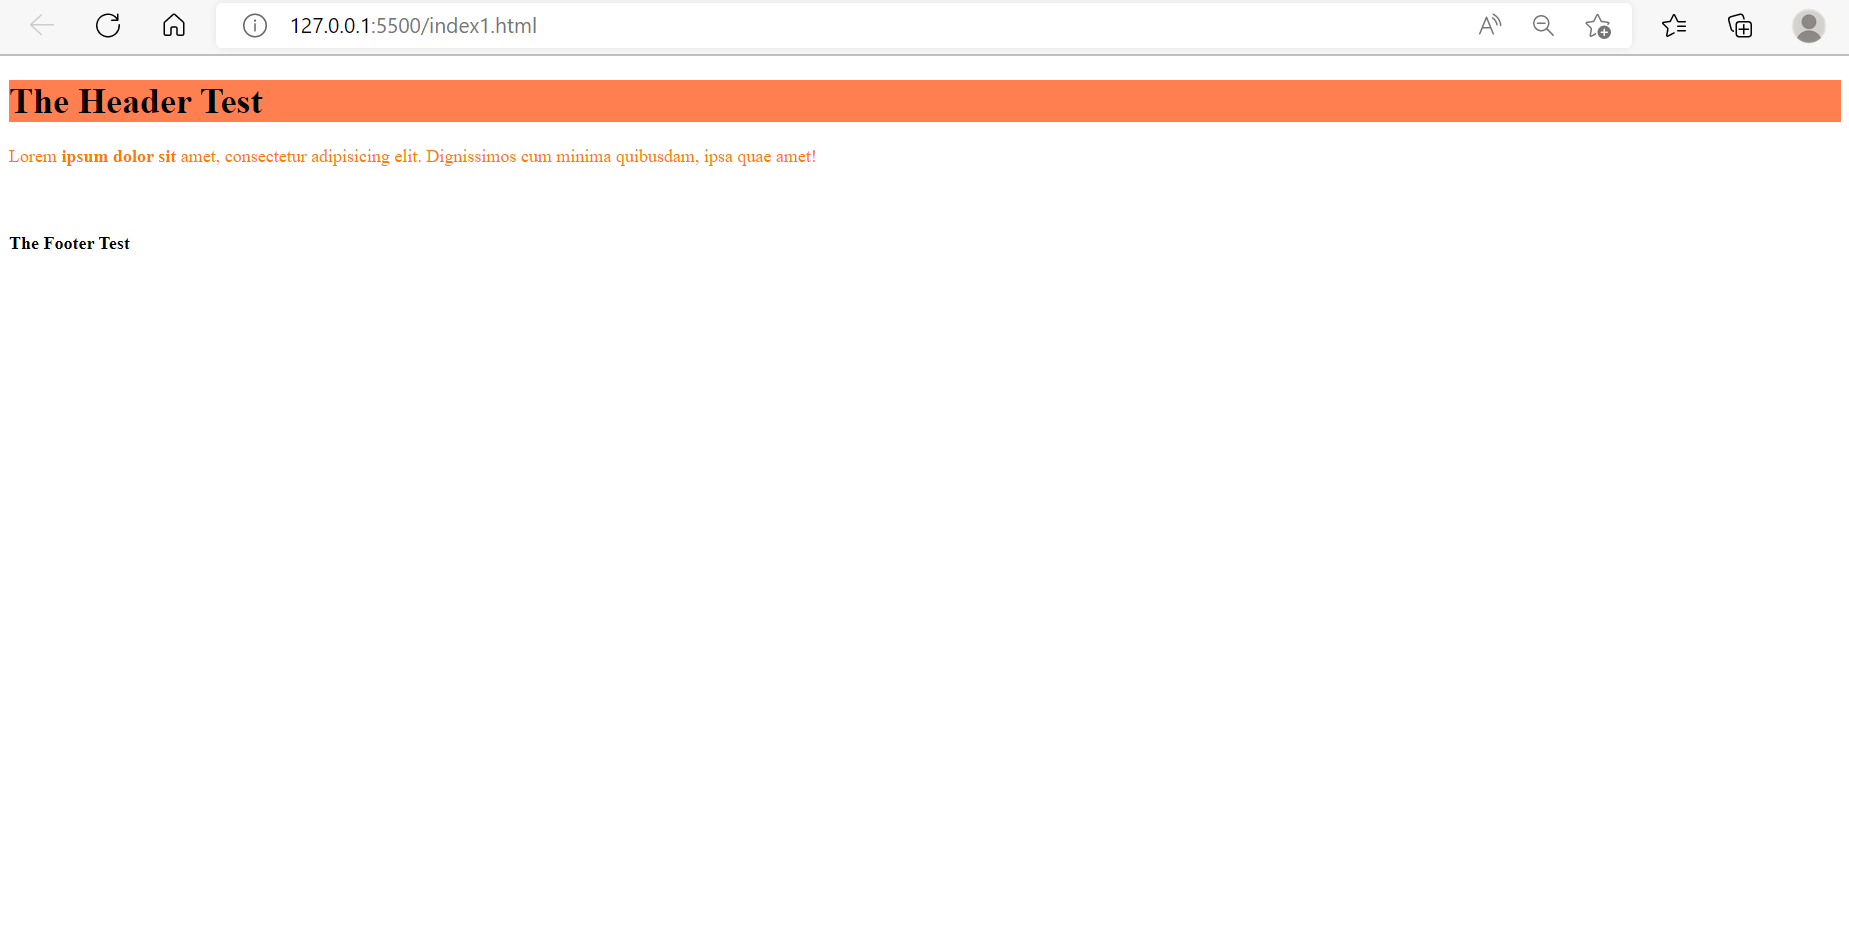 127.0.0.1:5500/index1.html
The Header Test
Lorem ipsum dolor sit amet, consectetur adipisicing elit. Dignissimos cum minima quibusdam, ipsa quae amet!
The Footer Test